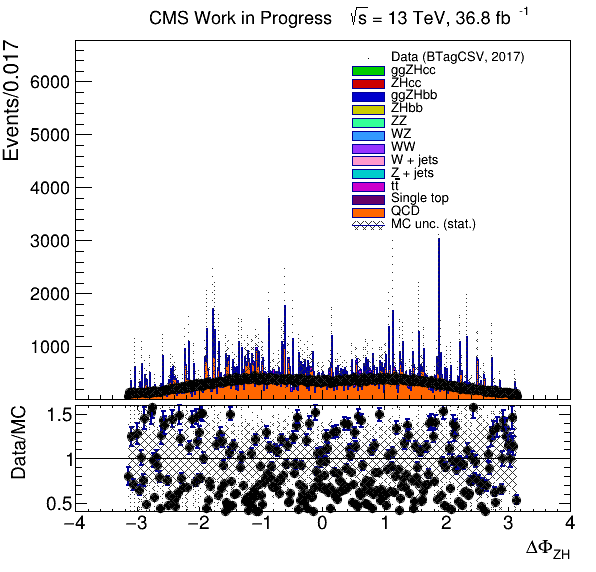 CMS Work in Progress √s = 13 TeV, 36.8 fb⁻¹
Events/0.017
6000
5000
4000
3000
2000
1000
Data (BTagCSV, 2017)
ggZHcc
ZHcc
ggZHbb
ZHbb
ZZ
WZ
WW
W + jets
Z + jets
tt̄
Single top
QCD
MC unc. (stat.)
Data/MC
1.5
1
0.5
−4 −3 −2 −1 0 1 2 3 4
ΔΦ_ZH